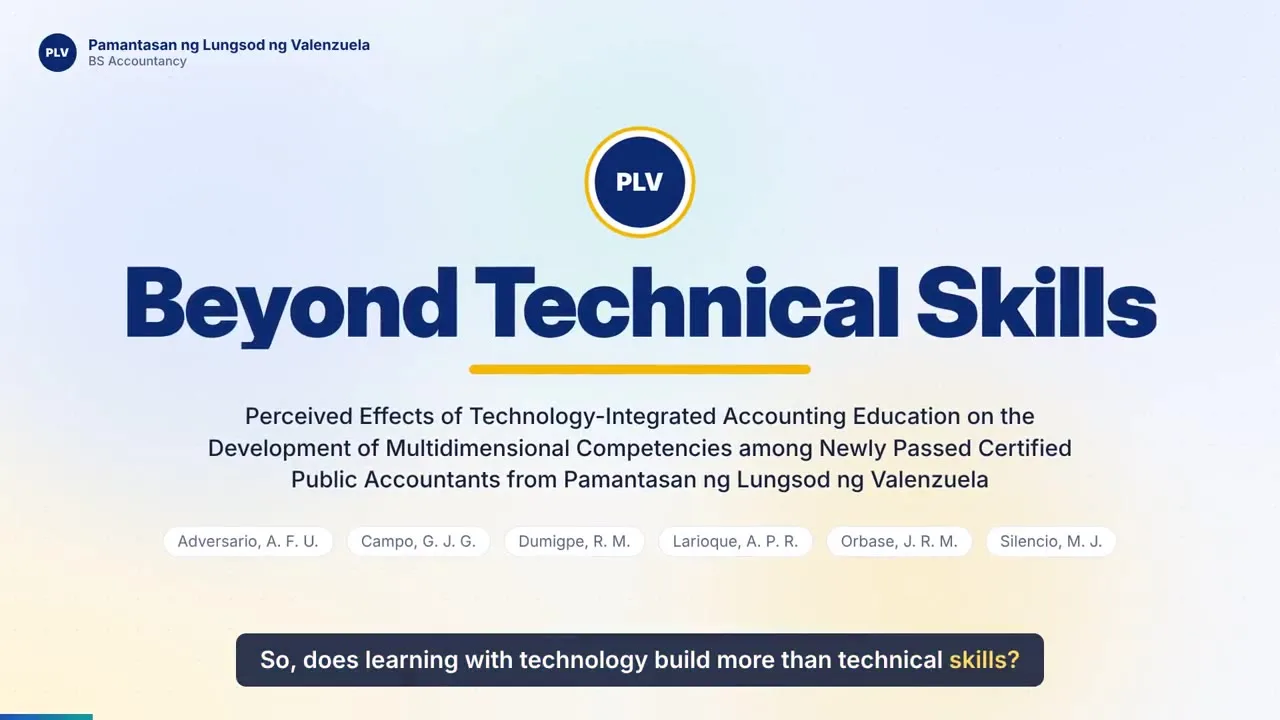 PLV
Pamantasan ng Lungsod ng Valenzuela
BS Accountancy
PLV
Beyond Technical Skills
Perceived Effects of Technology-Integrated Accounting Education on the
Development of Multidimensional Competencies among Newly Passed Certified
Public Accountants from Pamantasan ng Lungsod ng Valenzuela
Adversario, A. F. U.
Campo, G. J. G.
Dumigpe, R. M.
Larioque, A. P. R.
Orbase, J. R. M.
Silencio, M. J.
So, does learning with technology build more than technical skills?